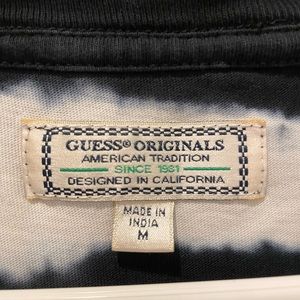 GUESS® ORIGINALS
AMERICAN TRADITION
SINCE 1981
DESIGNED IN CALIFORNIA
MADE IN
INDIA
M